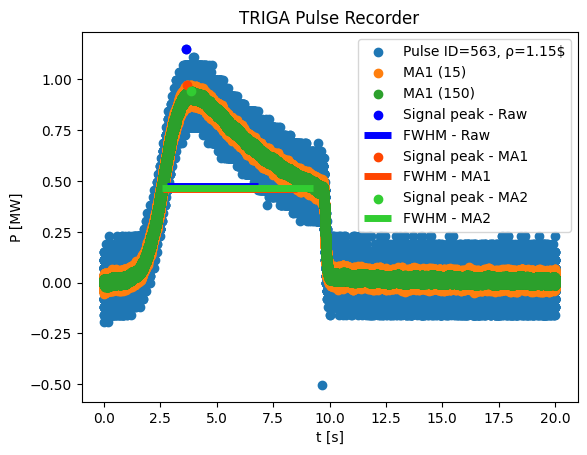 TRIGA Pulse Recorder
Pulse ID=563, ρ=1.15$
MA1 (15)
MA1 (150)
Signal peak - Raw
FWHM - Raw
Signal peak - MA1
FWHM - MA1
Signal peak - MA2
FWHM - MA2
P [MW]
1.00
0.75
0.50
0.25
0.00
−0.25
−0.50
0.0 2.5 5.0 7.5 10.0 12.5 15.0 17.5 20.0
t [s]